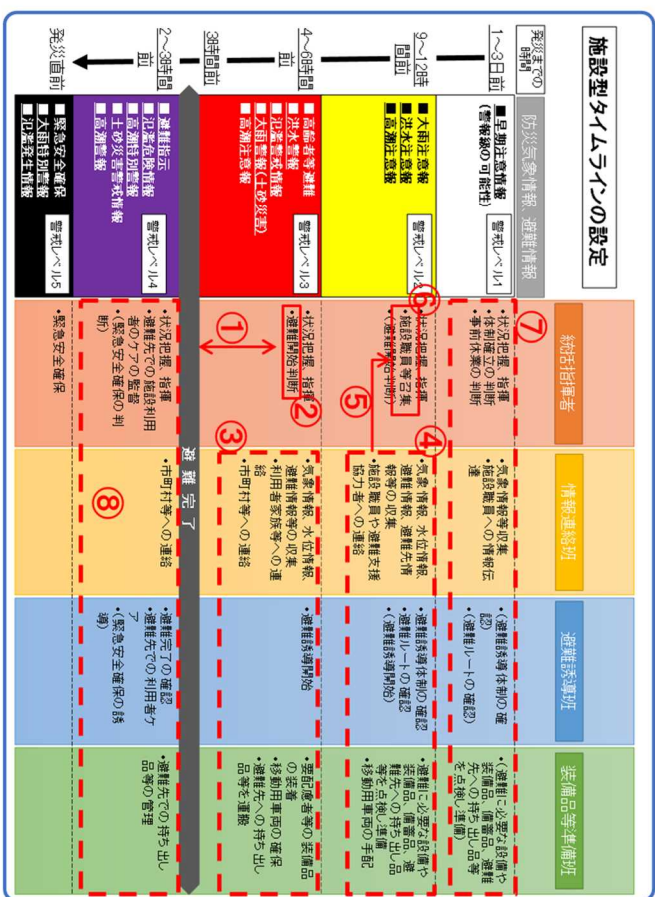 施設型タイムラインの設定
発災までの
時間
防災気象情報、避難情報
統括指揮者
情報連絡班
避難誘導班
装備品等準備班
1～3日前
■早期注意情報
(警報級の可能性)
警戒レベル1
⑦
・状況把握、指揮
・体制確立の判断
・事前休業の判断
・気象情報等収集
・施設職員への情報伝
達
・(避難誘導体制の確
認)
・(避難ルートの確認)
・(避難に必要な設備や
装備品、備蓄品、避難
先への持ち出し品等
を点検し準備)
9～128時
間前
■大雨注意報
■洪水注意報
■高潮注意報
警戒レベル2
⑥
・状況把握、指揮
・施設職員等召集
・(避難開始判断)
⑤
④
・気象情報、水位情報、
避難情報、避難先情
報等の収集
・施設職員や避難支援
協力者への連絡
・避難誘導体制の確認
・避難ルートの確認
・(避難誘導開始)
・避難に必要な設備や
装備品、備蓄品、避
難先への持ち出し品
等を点検し準備
・移動用車両の手配
4～68時間
前
38時間前
■高齢者等避難
■洪水警報
■氾濫警戒情報
■大雨警報(土砂災害)
■高潮注意報
警戒レベル3
・状況把握、指揮
・避難開始判断
②
①
③
・気象情報、水位情報、
避難情報等の収集
・利用者家族等への連
絡
・市町村等への連絡
・避難誘導開始
・要配慮者等の装備品
の装着
・移動用車両の確保
・避難先への持ち出し
品等を運搬
避難完了
2～38時間
前
■避難指示
■氾濫危険情報
■高潮特別警報
■土砂災害警戒情報
■高潮警報
警戒レベル4
・状況把握、指揮
・避難先での施設利用
者のケアの監督
・(緊急安全確保の判
断)
・市町村等への連絡
⑧
・避難完了の確認
・避難先での利用者ケ
ア
・(緊急安全確保の誘
導)
・避難先での持ち出し
品等の管理
発災直前
■緊急安全確保
■大雨特別警報
■氾濫発生情報
警戒レベル5
・緊急安全確保